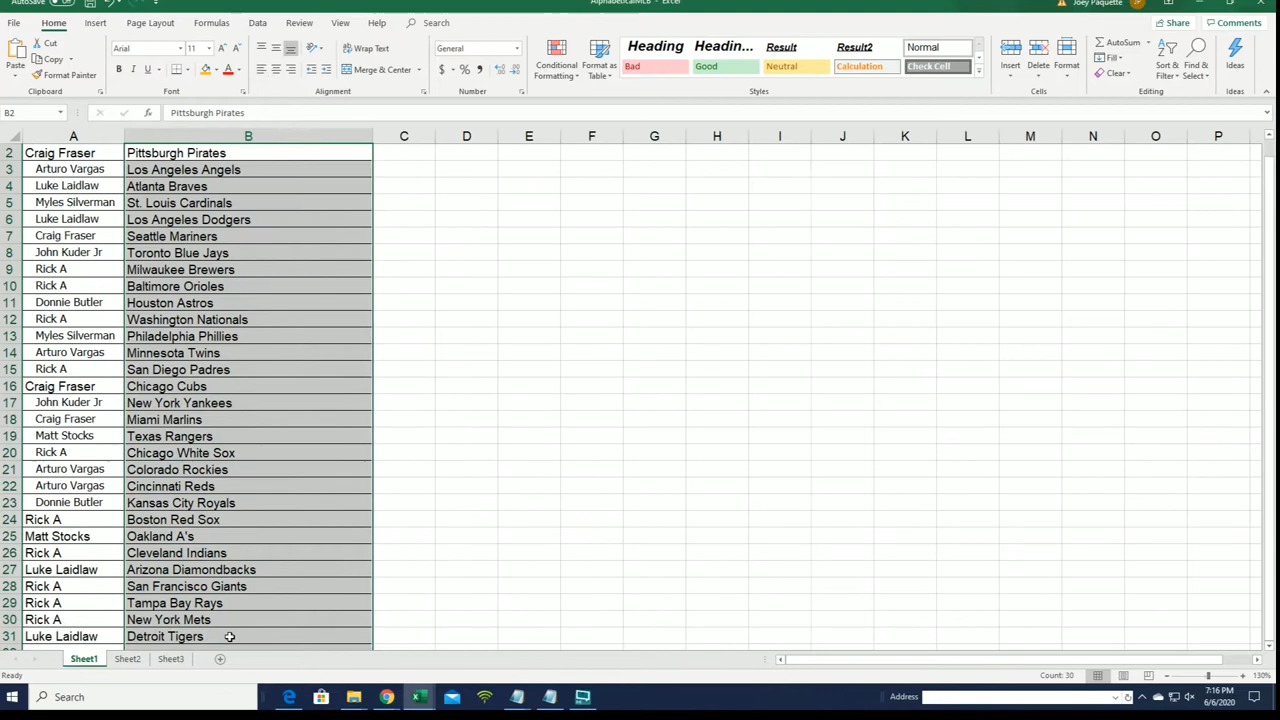 AlphabeticalMLB - Excel
Joey Paquette
File Home Insert Page Layout Formulas Data Review View Help Search Share Comments
Cut Arial 11 Wrap Text General Heading Headin... Result Result2 Normal AutoSum
Copy Fill
Paste Format Painter B I U Merge & Center $ % Conditional Formatting Format as Table Bad Good Neutral Calculation Check Cell Insert Delete Format Clear Sort & Filter Find & Select Ideas
Clipboard Font Alignment Number Styles Cells Editing Ideas
B2 fx Pittsburgh Pirates
A B C D E F G H I J K L M N O P
2 Craig Fraser Pittsburgh Pirates
3 Arturo Vargas Los Angeles Angels
4 Luke Laidlaw Atlanta Braves
5 Myles Silverman St. Louis Cardinals
6 Luke Laidlaw Los Angeles Dodgers
7 Craig Fraser Seattle Mariners
8 John Kuder Jr Toronto Blue Jays
9 Rick A Milwaukee Brewers
10 Rick A Baltimore Orioles
11 Donnie Butler Houston Astros
12 Rick A Washington Nationals
13 Myles Silverman Philadelphia Phillies
14 Arturo Vargas Minnesota Twins
15 Rick A San Diego Padres
16 Craig Fraser Chicago Cubs
17 John Kuder Jr New York Yankees
18 Craig Fraser Miami Marlins
19 Matt Stocks Texas Rangers
20 Rick A Chicago White Sox
21 Arturo Vargas Colorado Rockies
22 Arturo Vargas Cincinnati Reds
23 Donnie Butler Kansas City Royals
24 Rick A Boston Red Sox
25 Matt Stocks Oakland A's
26 Rick A Cleveland Indians
27 Luke Laidlaw Arizona Diamondbacks
28 Rick A San Francisco Giants
29 Rick A Tampa Bay Rays
30 Rick A New York Mets
31 Luke Laidlaw Detroit Tigers
Sheet1 Sheet2 Sheet3
Ready Count: 30 130%
Search Address 7:16 PM
6/6/2020